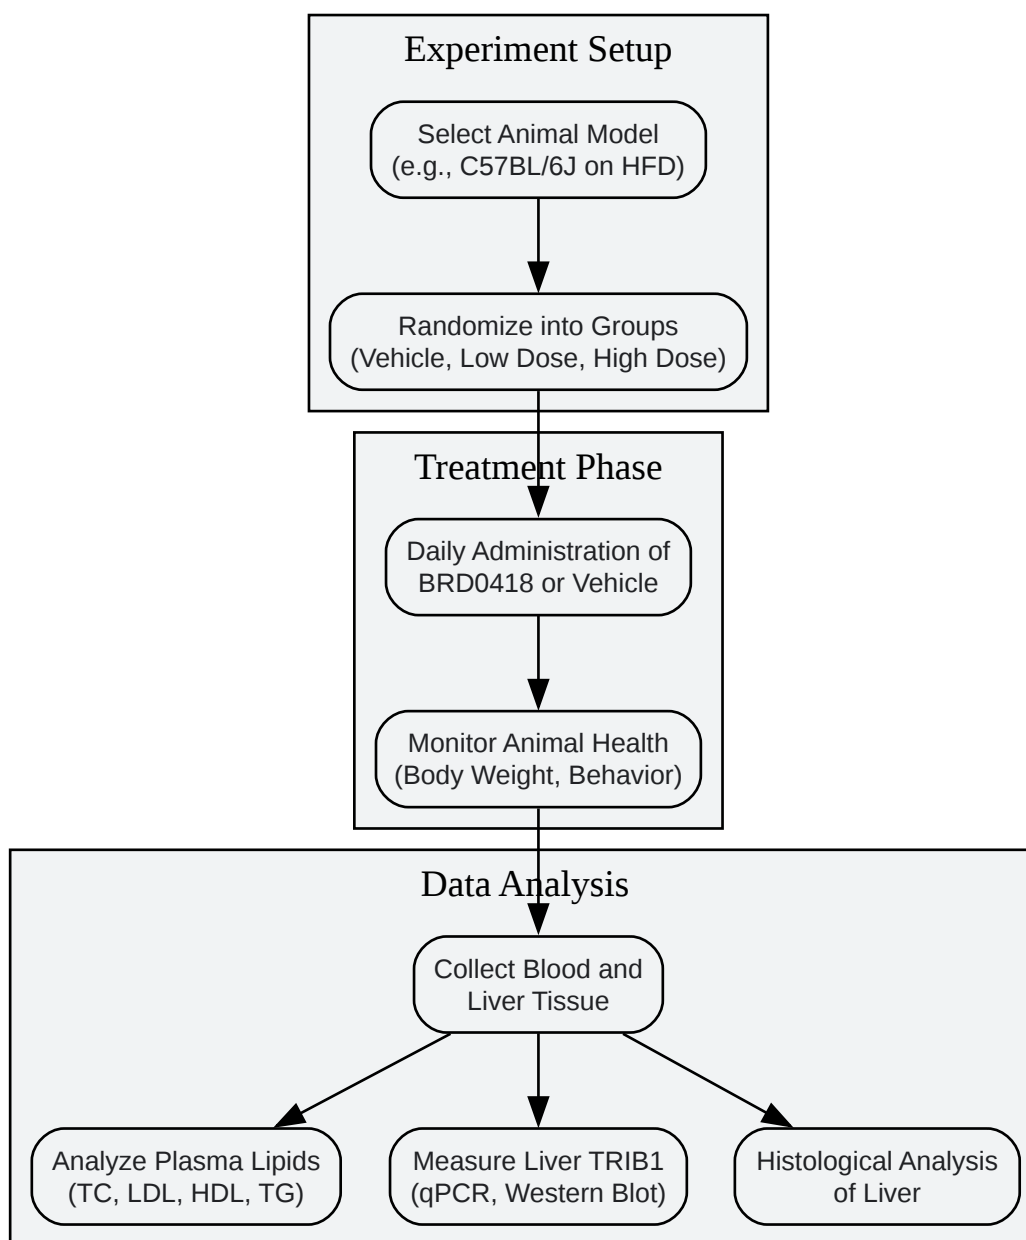 Experiment Setup
Select Animal Model
(e.g., C57BL/6J on HFD)
Randomize into Groups
(Vehicle, Low Dose, High Dose)
Treatment Phase
Daily Administration of
BRD0418 or Vehicle
Monitor Animal Health
(Body Weight, Behavior)
Data Analysis
Collect Blood and
Liver Tissue
Analyze Plasma Lipids
(TC, LDL, HDL, TG)
Measure Liver TRIB1
(qPCR, Western Blot)
Histological Analysis
of Liver